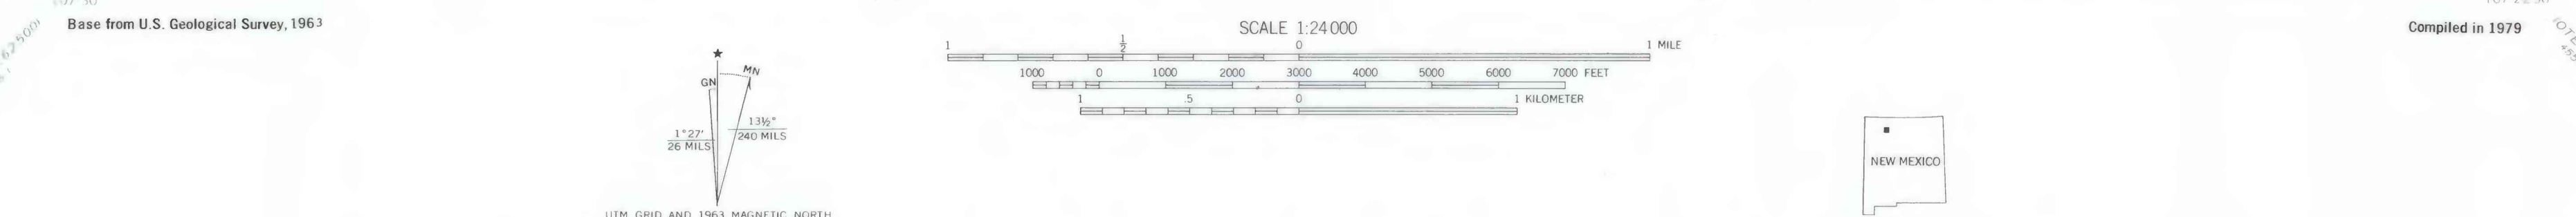 Base from U.S. Geological Survey, 1963
SCALE 1:24 000
Compiled in 1979
1 ½ 0 1 MILE
1000 0 1000 2000 3000 4000 5000 6000 7000 FEET
1 .5 0 1 KILOMETER
★
GN
MN
1°27′
26 MILS
13½°
240 MILS
UTM GRID AND 1963 MAGNETIC NORTH
NEW MEXICO